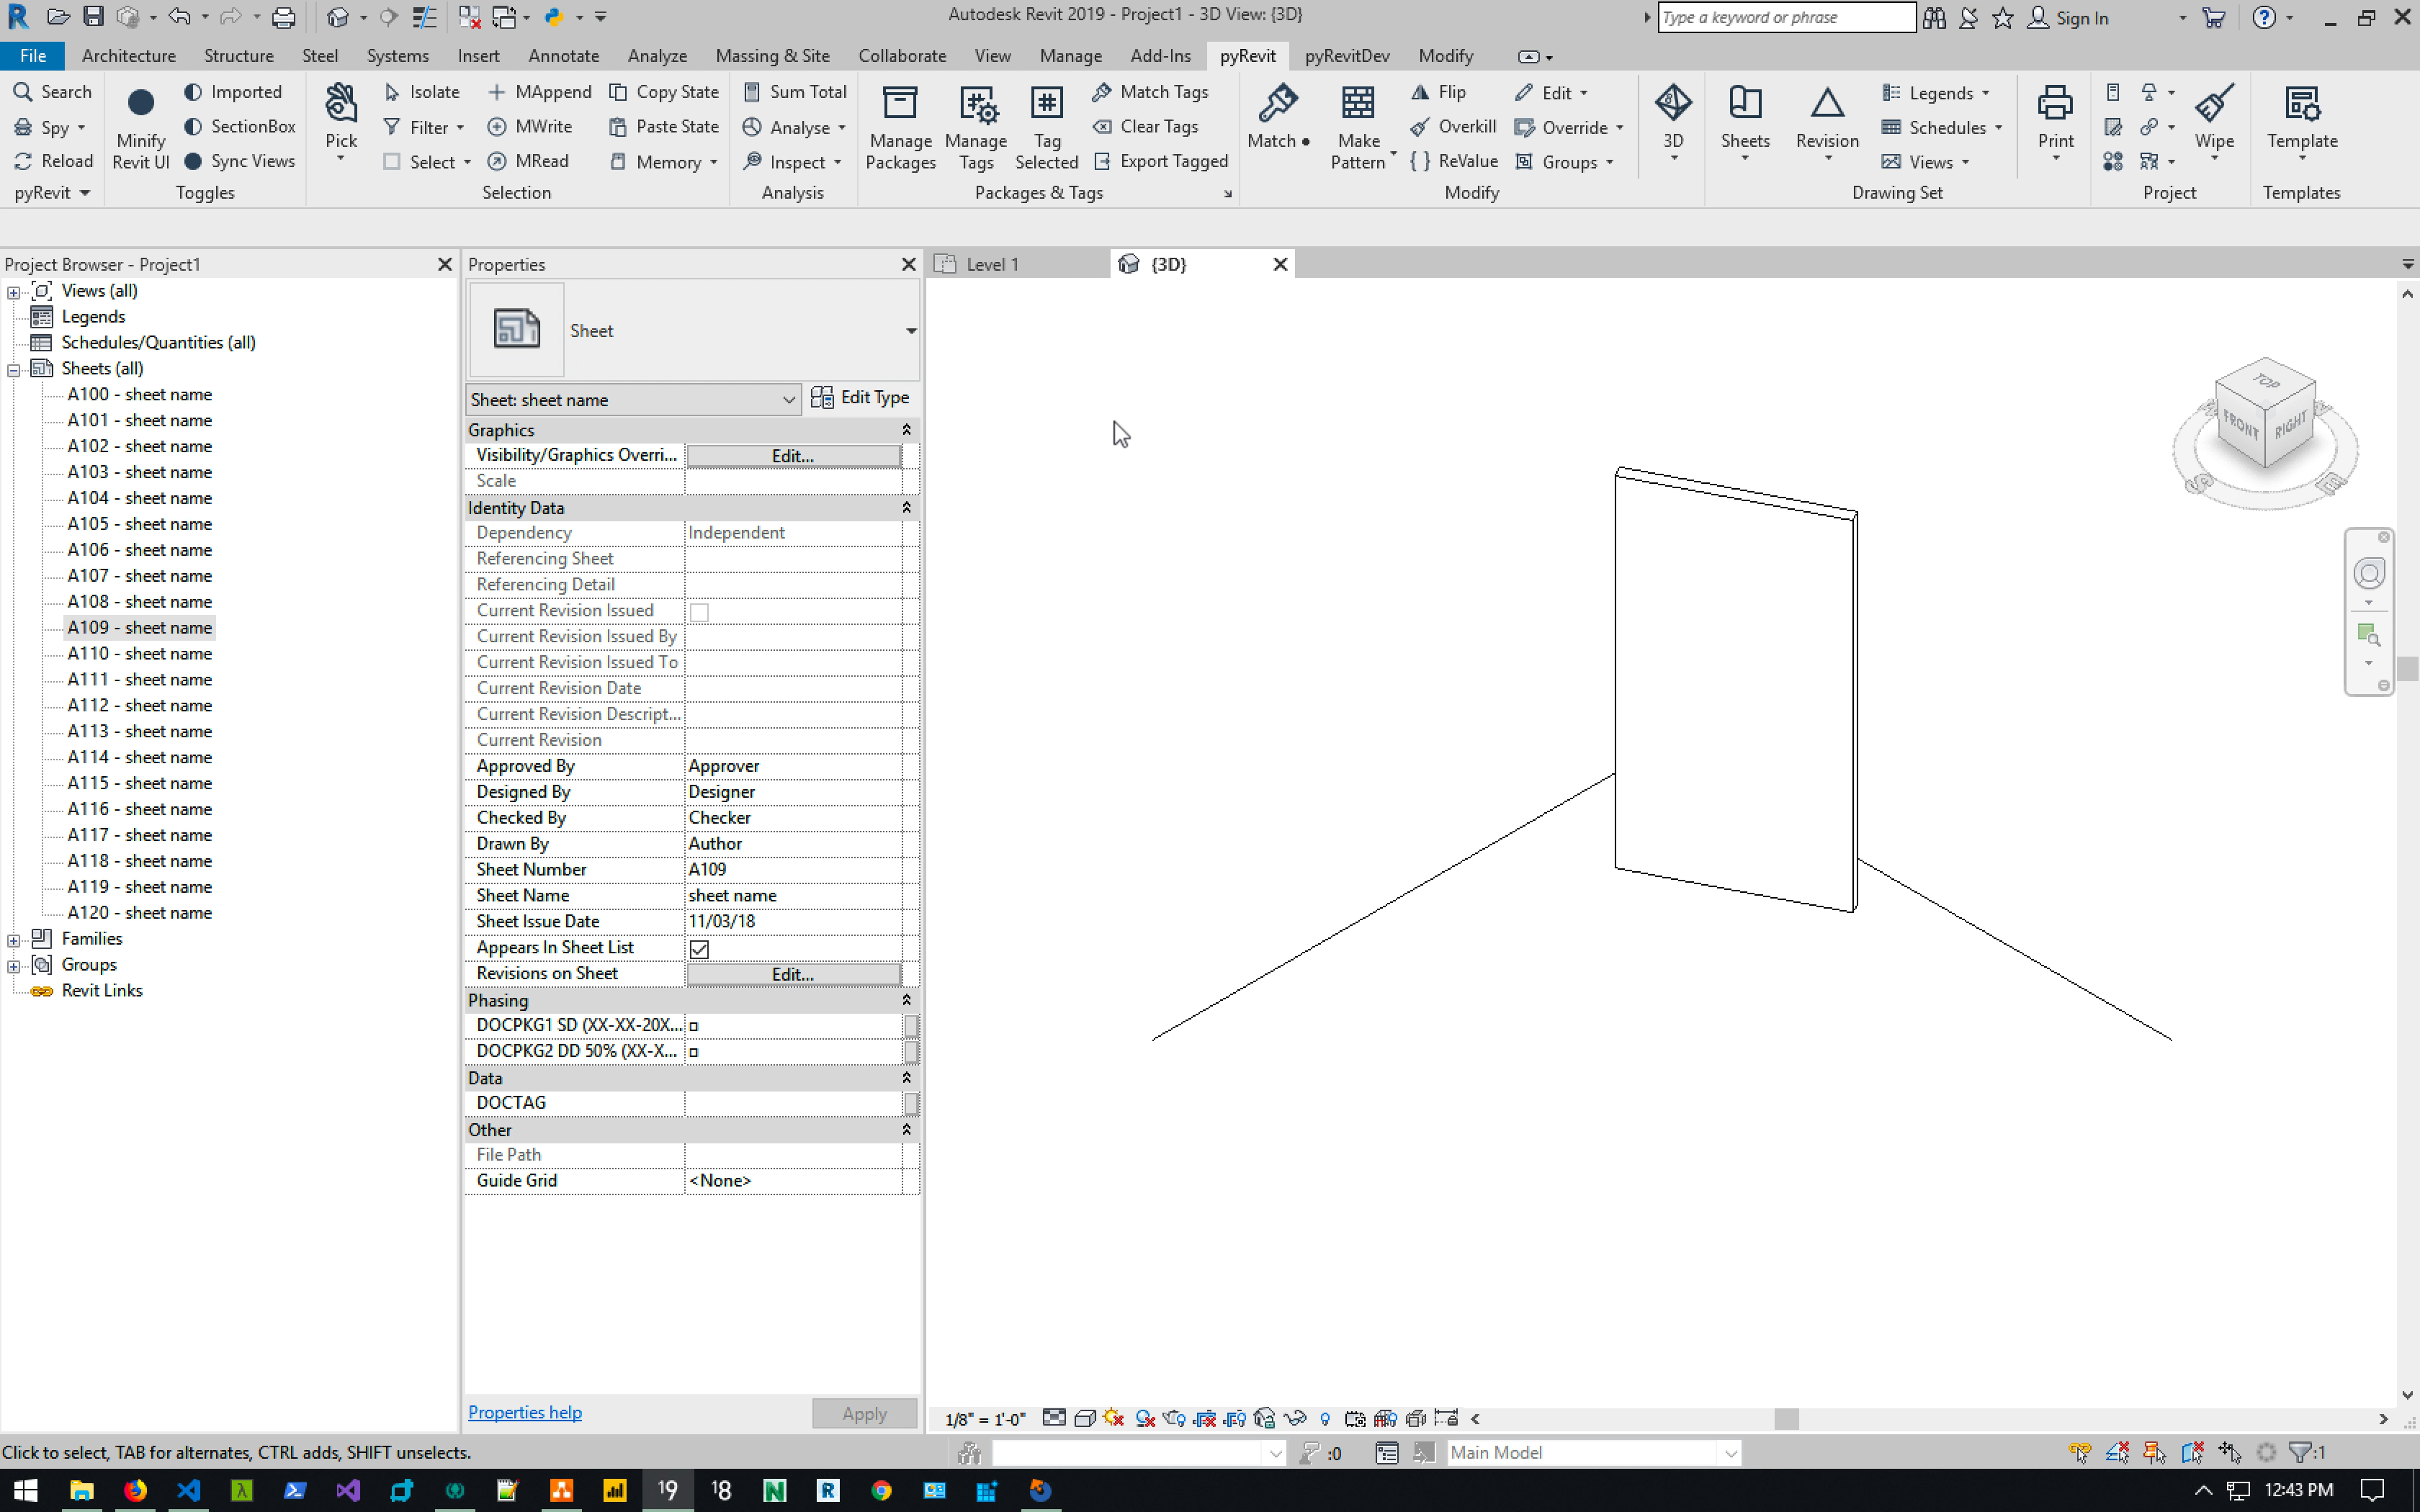 Autodesk Revit 2019 - Project1 - 3D View: {3D}
Type a keyword or phrase
Sign In
File Architecture Structure Steel Systems Insert Annotate Analyze Massing & Site Collaborate View Manage Add-Ins pyRevit pyRevitDev Modify
Search
Spy
Reload
pyRevit
Minify
Revit UI
Imported
SectionBox
Sync Views
Toggles
Pick
Isolate
Filter
Select
MAppend
MWrite
MRead
Copy State
Paste State
Memory
Selection
Sum Total
Analyse
Inspect
Analysis
Manage
Packages
Manage
Tags
Tag
Selected
Match Tags
Clear Tags
Export Tagged
Packages & Tags
Match
Make
Pattern
Flip
Overkill
ReValue
Edit
Override
Groups
Modify
3D
Sheets
Revision
Legends
Schedules
Views
Drawing Set
Print
Wipe
Project
Template
Templates
Project Browser - Project1
Views (all)
Legends
Schedules/Quantities (all)
Sheets (all)
A100 - sheet name
A101 - sheet name
A102 - sheet name
A103 - sheet name
A104 - sheet name
A105 - sheet name
A106 - sheet name
A107 - sheet name
A108 - sheet name
A109 - sheet name
A110 - sheet name
A111 - sheet name
A112 - sheet name
A113 - sheet name
A114 - sheet name
A115 - sheet name
A116 - sheet name
A117 - sheet name
A118 - sheet name
A119 - sheet name
A120 - sheet name
Families
Groups
Revit Links
Properties
Sheet
Sheet: sheet name
Edit Type
Graphics
Visibility/Graphics Overri... Edit...
Scale
Identity Data
Dependency Independent
Referencing Sheet
Referencing Detail
Current Revision Issued
Current Revision Issued By
Current Revision Issued To
Current Revision Date
Current Revision Descript...
Current Revision
Approved By Approver
Designed By Designer
Checked By Checker
Drawn By Author
Sheet Number A109
Sheet Name sheet name
Sheet Issue Date 11/03/18
Appears In Sheet List
Revisions on Sheet Edit...
Phasing
DOCPKG1 SD (XX-XX-20X...
DOCPKG2 DD 50% (XX-X...
Data
DOCTAG
Other
File Path
Guide Grid <None>
Properties help
Apply
Level 1
{3D}
TOP
FRONT
RIGHT
1/8" = 1'-0"
Click to select, TAB for alternates, CTRL adds, SHIFT unselects.
:0
Main Model
:1
19
18
12:43 PM